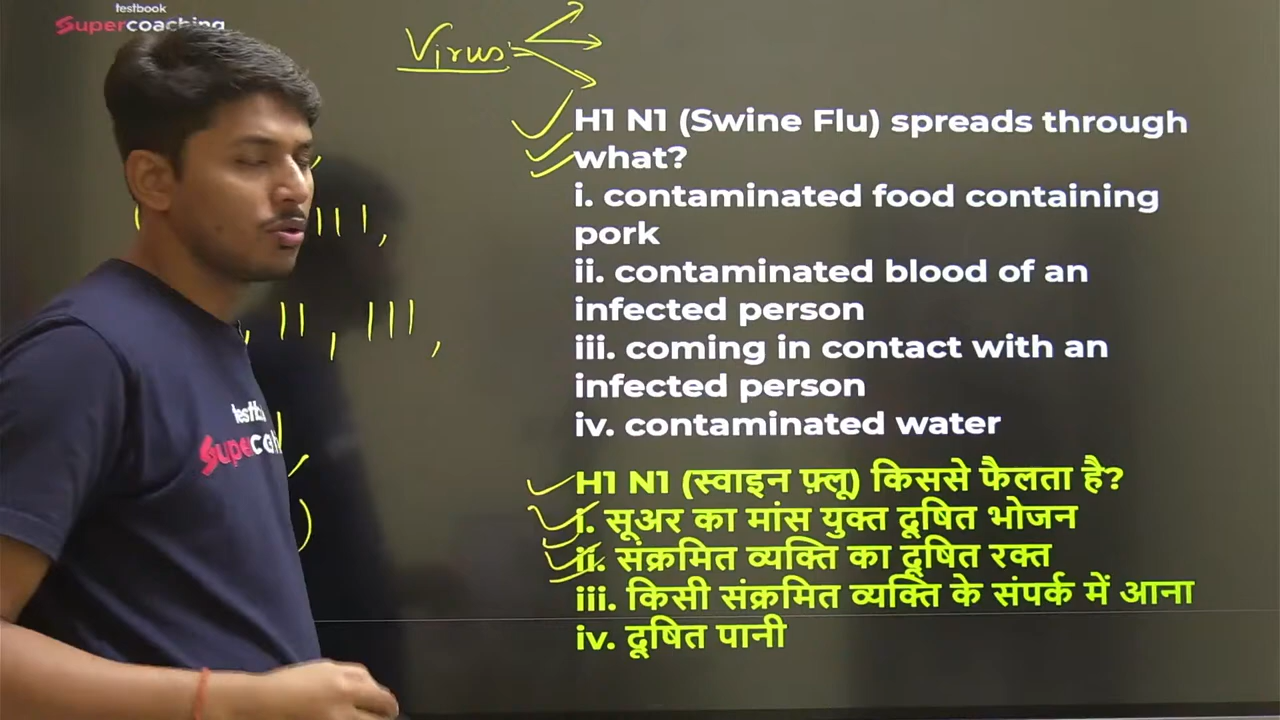 testbook
Supercoaching
Virus
H1 N1 (Swine Flu) spreads through
what?
i. contaminated food containing
pork
ii. contaminated blood of an
infected person
iii. coming in contact with an
infected person
iv. contaminated water
H1 N1 (स्वाइन फ़्लू) किससे फैलता है?
i. सूअर का मांस युक्त दूषित भोजन
ii. संक्रमित व्यक्ति का दूषित रक्त
iii. किसी संक्रमित व्यक्ति के संपर्क में आना
iv. दूषित पानी